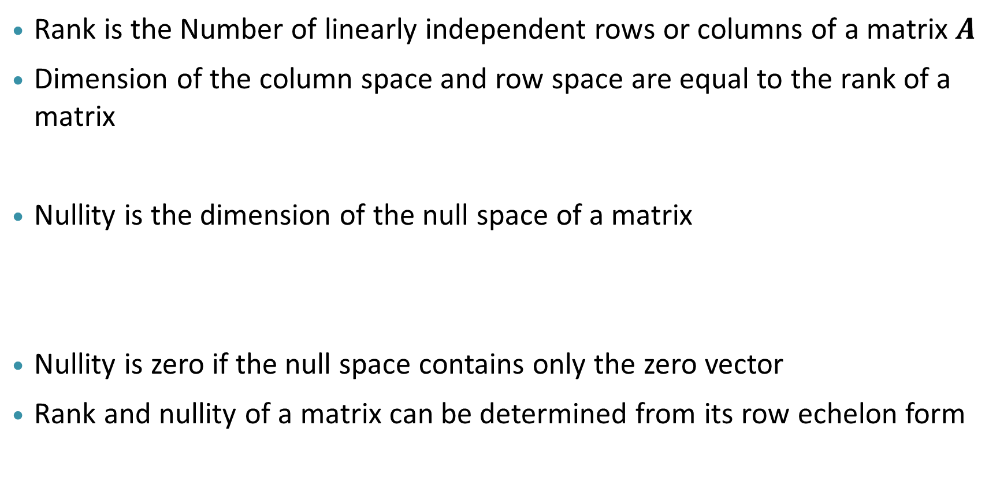 • Rank is the Number of linearly independent rows or columns of a matrix A
• Dimension of the column space and row space are equal to the rank of a
matrix
• Nullity is the dimension of the null space of a matrix
• Nullity is zero if the null space contains only the zero vector
• Rank and nullity of a matrix can be determined from its row echelon form